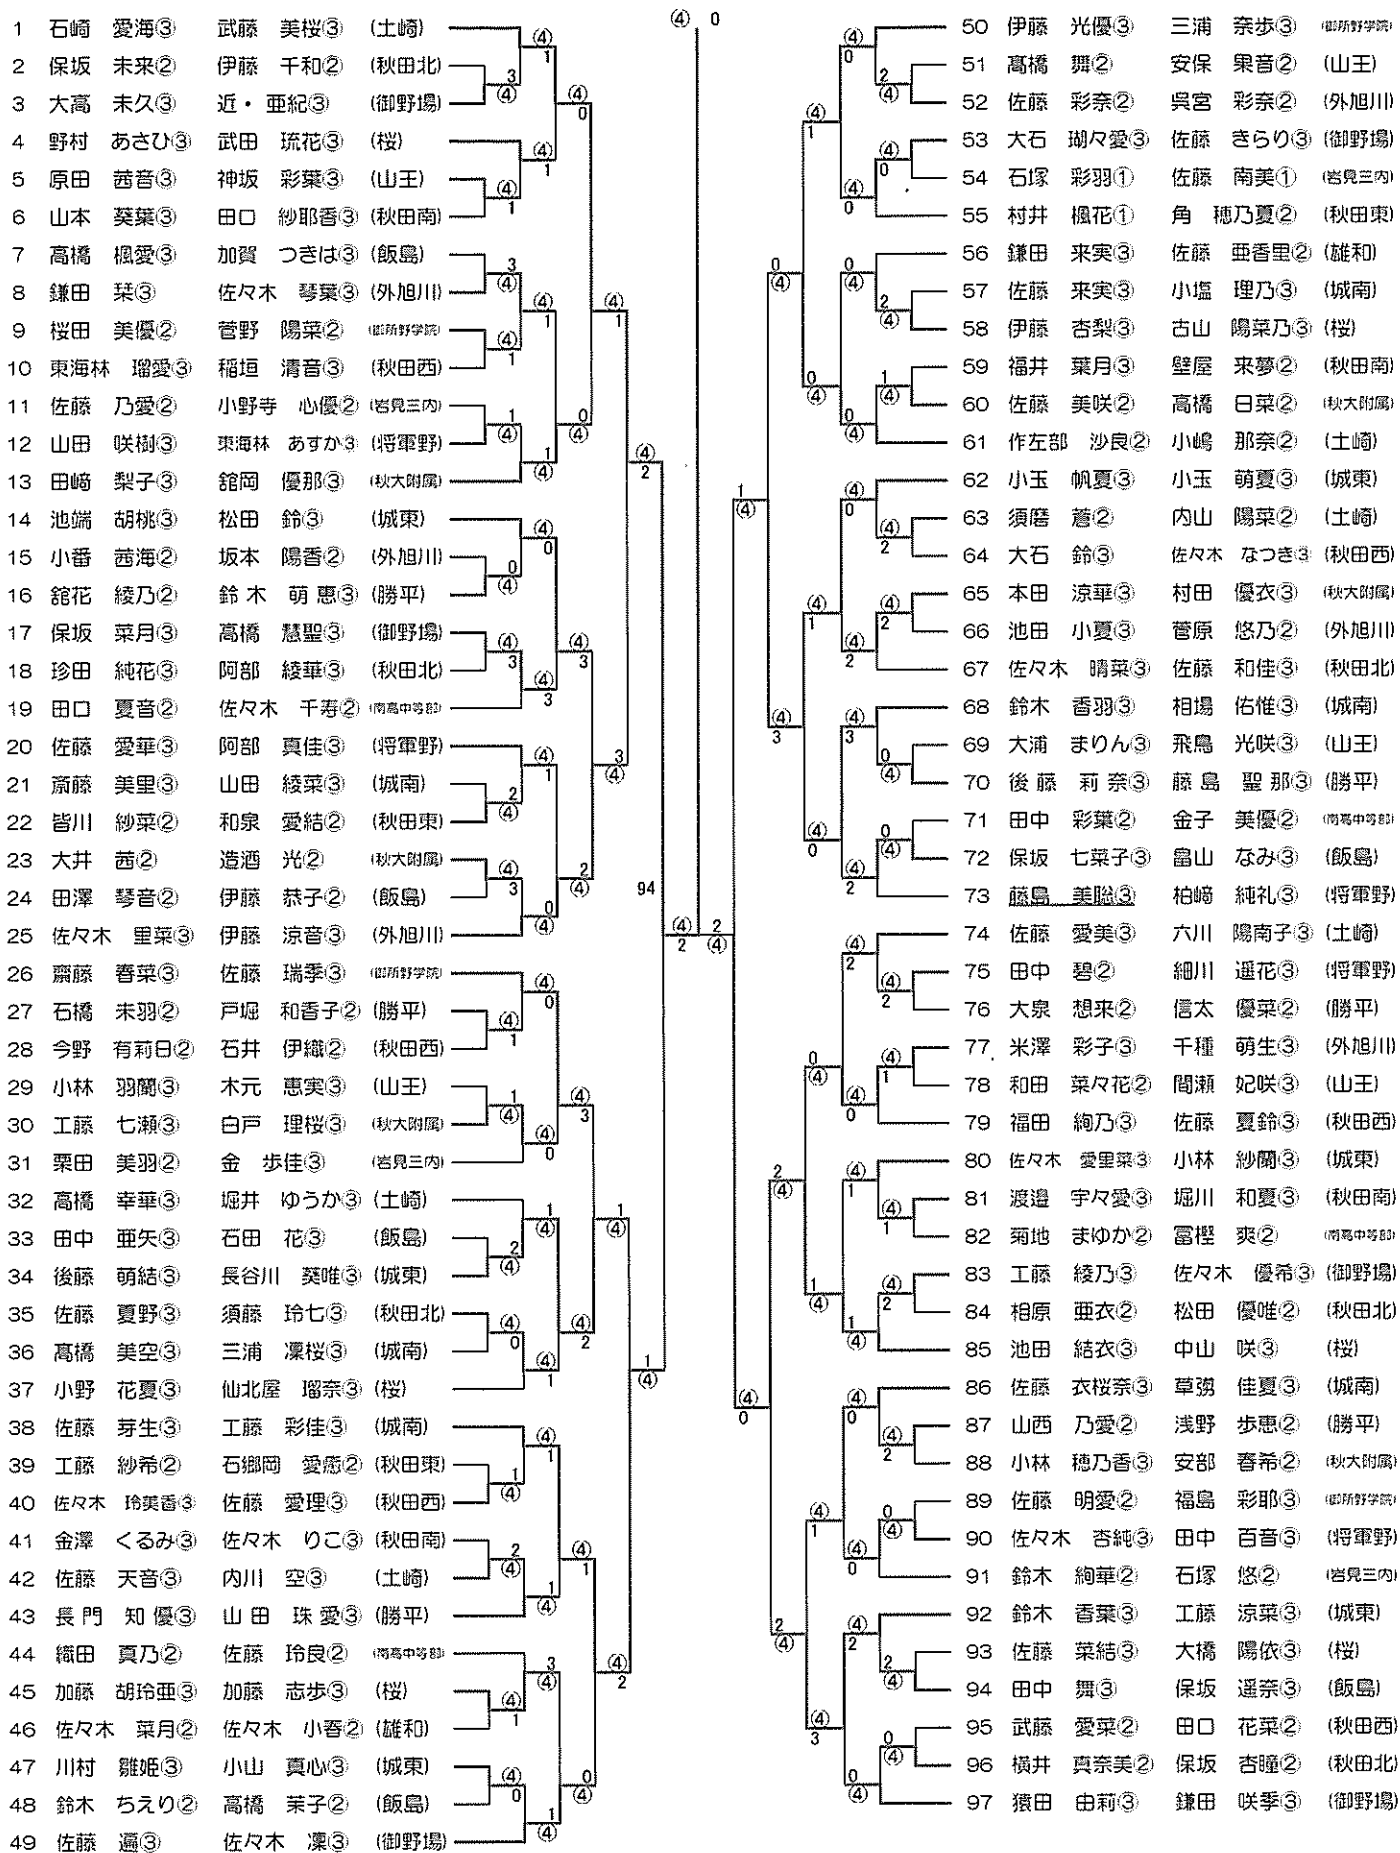 ④ 0
1 石崎 愛海③ 武藤 美桜③ (土崎)
2 保坂 未来② 伊藤 千和② (秋田北)
3 大高 未久③ 近・亜紀③ (御野場)
4 野村 あさひ③ 武田 琉花③ (桜)
5 原田 茜音③ 神坂 彩葉③ (山王)
6 山本 葵葉③ 田口 紗耶香③ (秋田南)
7 高橋 楓愛③ 加賀 つきは③ (飯島)
8 鎌田 栞③ 佐々木 琴葉③ (外旭川)
9 桜田 美優② 菅野 陽菜② (御所野学院)
10 東海林 瑠愛③ 稲垣 清音③ (秋田西)
11 佐藤 乃愛② 小野寺 心優② (岩見三内)
12 山田 咲樹③ 東海林 あすか③ (将軍野)
13 田崎 梨子③ 舘岡 優那③ (秋大附属)
14 池端 胡桃③ 松田 鈴③ (城東)
15 小番 茜海② 坂本 陽香② (外旭川)
16 舘花 綾乃② 鈴木 萌恵③ (勝平)
17 保坂 菜月③ 高橋 慧聖③ (御野場)
18 珍田 純花③ 阿部 綾華③ (秋田北)
19 田口 夏音② 佐々木 千寿② (南高中等部)
20 佐藤 愛華③ 阿部 真佳③ (将軍野)
21 斎藤 美里③ 山田 綾菜③ (城南)
22 皆川 紗菜② 和泉 愛結② (秋田東)
23 大井 茜② 造酒 光② (秋大附属)
24 田澤 琴音② 伊藤 恭子② (飯島)
25 佐々木 里菜③ 伊藤 涼音③ (外旭川)
26 齋藤 春菜③ 佐藤 瑞季③ (御所野学院)
27 石橋 未羽② 戸堀 和香子② (勝平)
28 今野 有莉日② 石井 伊織② (秋田西)
29 小林 羽蘭③ 木元 恵実③ (山王)
30 工藤 七瀬③ 白戸 理桜③ (秋大附属)
31 栗田 美羽② 金 歩佳③ (岩見三内)
32 高橋 幸華③ 堀井 ゆうか③ (土崎)
33 田中 亜矢③ 石田 花③ (飯島)
34 後藤 萌結③ 長谷川 葵唯③ (城東)
35 佐藤 夏野③ 須藤 玲七③ (秋田北)
36 髙橋 美空③ 三浦 凜桜③ (城南)
37 小野 花夏③ 仙北屋 瑠奈③ (桜)
38 佐藤 芽生③ 工藤 彩佳③ (城南)
39 工藤 紗希② 石郷岡 愛癒② (秋田東)
40 佐々木 玲美香③ 佐藤 愛理③ (秋田西)
41 金澤 くるみ③ 佐々木 りこ③ (秋田南)
42 佐藤 天音③ 内川 空③ (土崎)
43 長門 知優③ 山田 珠愛③ (勝平)
44 織田 真乃② 佐藤 玲良② (南高中等部)
45 加藤 胡玲亜③ 加藤 志歩③ (桜)
46 佐々木 菜月② 佐々木 小春② (雄和)
47 川村 雛姫③ 小山 真心③ (城東)
48 鈴木 ちえり② 高橋 茉子② (飯島)
49 佐藤 遥③ 佐々木 凜③ (御野場)
94
50 伊藤 光優③ 三浦 奈歩③ (御所野学院)
51 髙橋 舞② 安保 果音② (山王)
52 佐藤 彩奈② 呉宮 彩奈② (外旭川)
53 大石 瑚々愛③ 佐藤 きらり③ (御野場)
54 石塚 彩羽① 佐藤 南美① (岩見三内)
55 村井 楓花① 角 穂乃夏② (秋田東)
56 鎌田 来実③ 佐藤 亜香里② (雄和)
57 佐藤 来実③ 小塩 理乃③ (城南)
58 伊藤 杏梨③ 古山 陽菜乃③ (桜)
59 福井 葉月③ 壁屋 来夢② (秋田南)
60 佐藤 美咲② 高橋 日菜② (秋大附属)
61 作左部 沙良② 小嶋 那奈② (土崎)
62 小玉 帆夏③ 小玉 萌夏③ (城東)
63 須磨 蒼② 内山 陽菜② (土崎)
64 大石 鈴③ 佐々木 なつき③ (秋田西)
65 本田 涼華③ 村田 優衣③ (秋大附属)
66 池田 小夏③ 菅原 悠乃② (外旭川)
67 佐々木 晴菜③ 佐藤 和佳③ (秋田北)
68 鈴木 香羽③ 相場 佑惟③ (城南)
69 大浦 まりん③ 飛鳥 光咲③ (山王)
70 後藤 莉奈③ 藤島 聖那③ (勝平)
71 田中 彩葉② 金子 美優② (南高中等部)
72 保坂 七菜子③ 畠山 なみ③ (飯島)
73 藤島 美聡③ 柏崎 純礼③ (将軍野)
74 佐藤 愛美③ 六川 陽南子③ (土崎)
75 田中 碧② 細川 遥花③ (将軍野)
76 大泉 想来② 信太 優菜② (勝平)
77 米澤 彩子③ 千種 萌生③ (外旭川)
78 和田 菜々花② 間瀬 妃咲③ (山王)
79 福田 絢乃③ 佐藤 夏鈴③ (秋田西)
80 佐々木 愛里菜③ 小林 紗蘭③ (城東)
81 渡邉 宇々愛③ 堀川 和夏③ (秋田南)
82 菊地 まゆか② 冨樫 爽② (南高中等部)
83 工藤 綾乃③ 佐々木 優希③ (御野場)
84 相原 亜衣② 松田 優唯② (秋田北)
85 池田 結衣③ 中山 咲③ (桜)
86 佐藤 衣桜奈③ 草彅 佳夏③ (城南)
87 山西 乃愛② 浅野 歩恵② (勝平)
88 小林 穂乃香③ 安部 春希② (秋大附属)
89 佐藤 明愛② 福島 彩耶③ (御所野学院)
90 佐々木 杏純③ 田中 百音③ (将軍野)
91 鈴木 絢華② 石塚 悠② (岩見三内)
92 鈴木 香葉③ 工藤 涼菜③ (城東)
93 佐藤 菜結③ 大橋 陽依③ (桜)
94 田中 舞③ 保坂 遥奈③ (飯島)
95 武藤 愛菜② 田口 花菜② (秋田西)
96 横井 真奈美② 保坂 杏瞳② (秋田北)
97 猿田 由莉③ 鎌田 咲季③ (御野場)